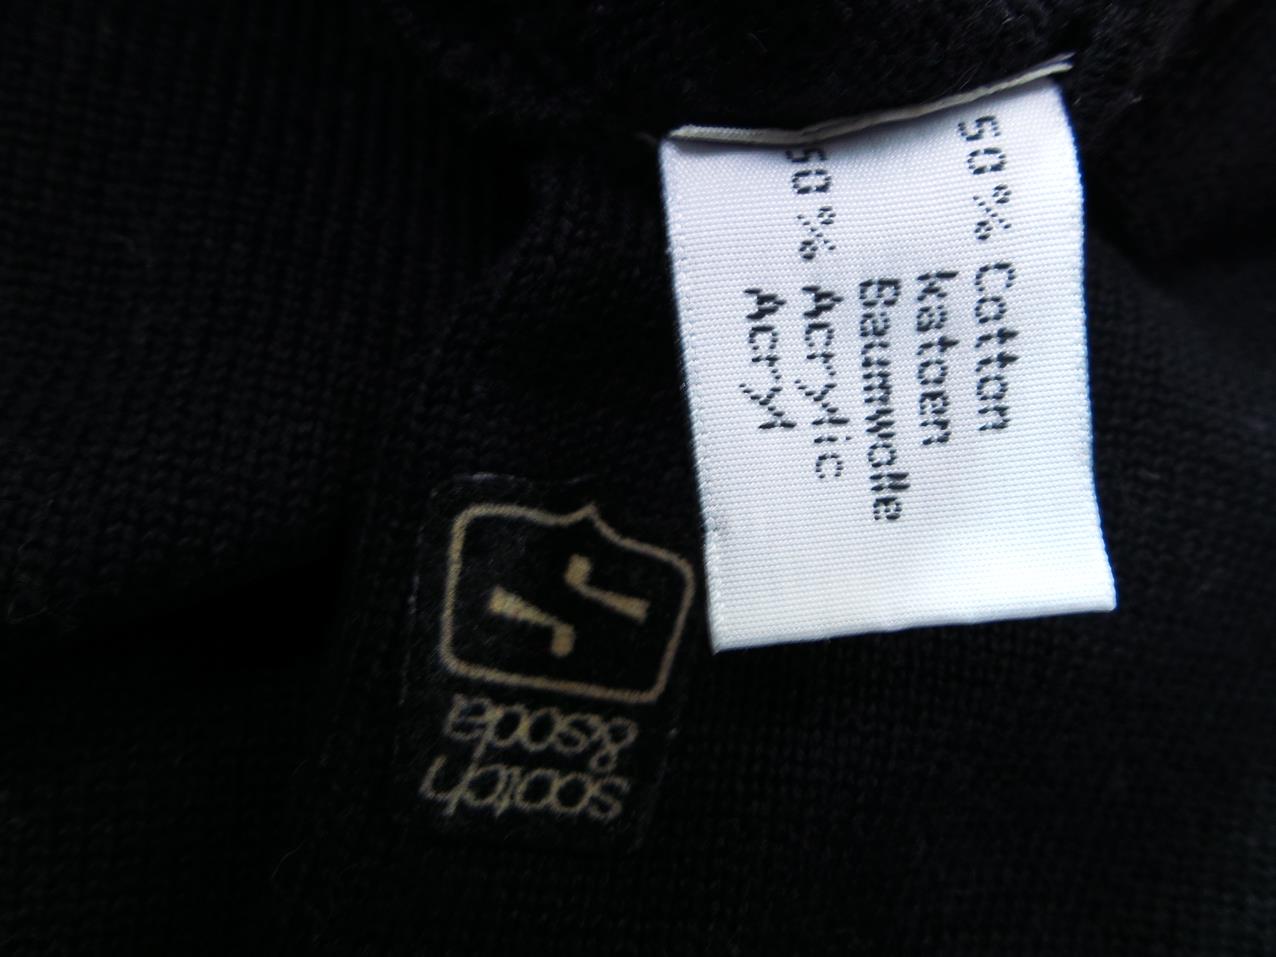 50% Cotton
katoen
Baumwolle
50% Acrylic
Acryl
scotch
&soda